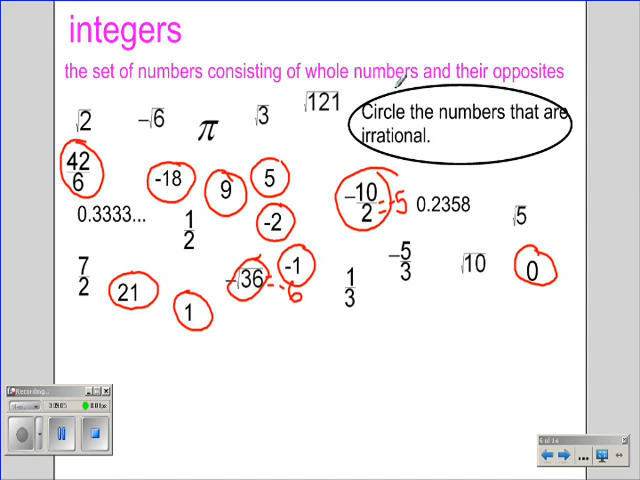 integers
the set of numbers consisting of whole numbers and their opposites
√2 -√6 π √3 √121
Circle the numbers that are
irrational.
42/6 -18 9 5 -10/2 = -5 0.2358 √5
0.3333... 1/2 -2
7/2 21 1 -√36 = -6 -1 1/3 -5/3 √10 0
Recording...